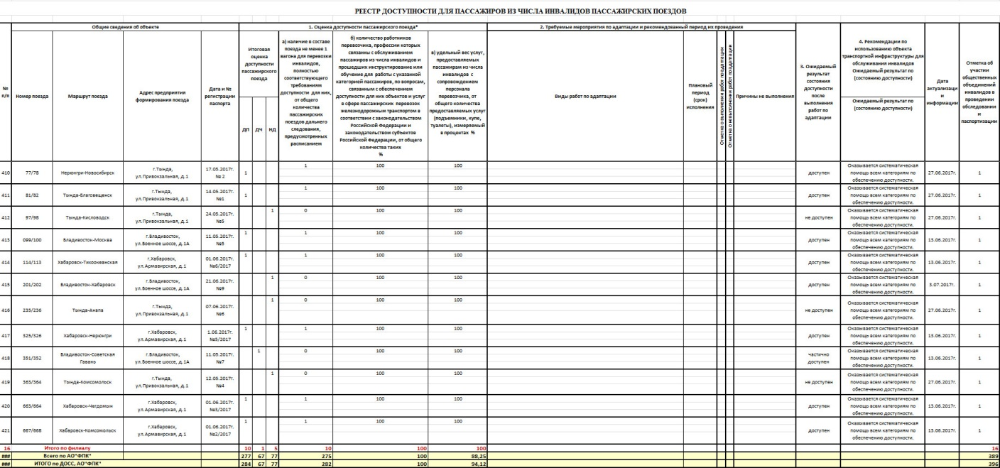 РЕЕСТР ДОСТУПНОСТИ ДЛЯ ПАССАЖИРОВ ИЗ ЧИСЛА ИНВАЛИДОВ ПАССАЖИРСКИХ ПОЕЗДОВ
№ п/п
Общие сведения об объекте
Номер поезда
Маршрут поезда
Адрес предприятия
формирования поезда
Дата и №
регистрации
паспорта
1. Оценка доступности пассажирского поезда*
Итоговая
оценка
доступности
пассажирского
поезда
ДП ДЧ НД
а) наличие в составе
поезда не менее 1
вагона для перевозки
инвалидов,
полностью
соответствующего
требованиям
доступности для них,
от общего
количества
пассажирских
поездов дальнего
следования,
предусмотренных
расписанием
б) количество работников
перевозчика, профессии которых
связанны с обслуживанием
пассажиров из числа инвалидов и
прошедших инструктирование или
обучение для работы с указанной
категорией пассажиров, по вопросам,
связанным с обеспечением
доступности для них объектов и услуг
в сфере пассажирских перевозок
железнодорожным транспортом в
соответствии с законодательством
Российской Федерации и
законодательством субъектов
Российской Федерации, от общего
количества таких
%
в) удельный вес услуг,
предоставляемых
пассажирам из числа
инвалидов с
сопровождением
персонала
перевозчика, от
общего количества
предоставляемых услуг
(подъемники, купе,
туалеты), измеряемый
в процентах %
2. Требуемые мероприятия по адаптации и рекомендованный период их проведения
Виды работ по адаптации
Плановый
период
(срок)
исполнения
Отметка о выполнении работ по адаптации
Отметка о невыполнении работ по адаптации
Причины не выполнения
3. Ожидаемый
результат
состояния
доступности
после
выполнения
работ по
адаптации
4. Рекомендации по
использованию объекта
транспортной инфраструктуры для
обслуживания инвалидов
Ожидаемый результат по
(состоянию доступности)
Ожидаемый результат по
(состоянию доступности)
Дата
актуализаци
и
информации
Отметка об
участии
общественных
объединений
инвалидов в
проведении
обследовании
и
паспортизации
410 77/78 Нерюнгри-Новосибирск г.Тында, ул.Привокзальная, д.1 17.05.2017г. № 2 1 1 100 100 доступен Оказывается систематическая помощь всем категориям по обеспечению доступности. 27.06.2017г. 1
411 81/82 Тында-Благовещенск г.Тында, ул.Привокзальная, д.1 14.05.2017г. №1 1 1 100 100 доступен Оказывается систематическая помощь всем категориям по обеспечению доступности. 27.06.2017г. 1
412 97/98 Тында-Кисловодск г.Тында, ул.Привокзальная, д.1 24.05.2017г. №5 1 0 100 100 не доступен Оказывается систематическая помощь всем категориям по обеспечению доступности. 27.06.2017г. 1
413 099/100 Владивосток-Москва г.Владивосток, ул.Военное шоссе, д.1А 11.05.2017г. №5 1 1 100 100 доступен Оказывается систематическая помощь всем категориям по обеспечению доступности. 13.06.2017г. 1
414 114/113 Хабаровск-Тихоокеанская г.Хабаровск, ул.Армавирская, д.1 01.06.2017г. №6/2017 1 1 100 100 доступен Оказывается систематическая помощь всем категориям по обеспечению доступности. 13.06.2017г. 1
415 201/202 Владивосток-Хабаровск г.Владивосток, ул.Военное шоссе, д.1А 21.06.2017г. №9 1 0 100 100 доступен Оказывается систематическая помощь всем категориям по обеспечению доступности. 3.07.2017г. 1
416 235/236 Тында-Анапа г.Тында, ул.Привокзальная, д.1 07.06.2017г. №6 1 0 100 100 не доступен Оказывается систематическая помощь всем категориям по обеспечению доступности. 27.06.2017г. 1
417 325/326 Хабаровск-Нерюнгри г.Хабаровск, ул.Армавирская, д.1 1.06.2017г. №5/2017 1 1 100 100 доступен Оказывается систематическая помощь всем категориям по обеспечению доступности. 13.06.2017г. 1
418 351/352 Владивосток-Советская Гавань г.Владивосток, ул.Военное шоссе, д.1А 11.05.2017г. №7 1 0 100 100 частично доступен Оказывается систематическая помощь всем категориям по обеспечению доступности. 13.06.2017г. 1
419 363/364 Тында-Комсомольск г.Тында, ул.Привокзальная, д.1 12.05.2017г. №4 1 0 100 100 не доступен Оказывается систематическая помощь всем категориям по обеспечению доступности. 27.06.2017г. 1
420 663/664 Хабаровск-Чегдомын г.Хабаровск, ул.Армавирская, д.1 01.06.2017г. №3/2017 1 1 100 100 доступен Оказывается систематическая помощь всем категориям по обеспечению доступности. 13.06.2017г. 1
421 667/668 Хабаровск-Комсомольск г.Хабаровск, ул.Армавирская, д.1 01.06.2017г. №2/2017 1 1 100 100 доступен Оказывается систематическая помощь всем категориям по обеспечению доступности. 13.06.2017г. 1
16 Итого по филиалу 10 1 5 10 100 100 16
### Всего по АО"ФПК" 277 67 77 275 100 88,25 389
### ИТОГО по ДОСС, АО"ФПК" 284 67 77 282 100 94,12 396